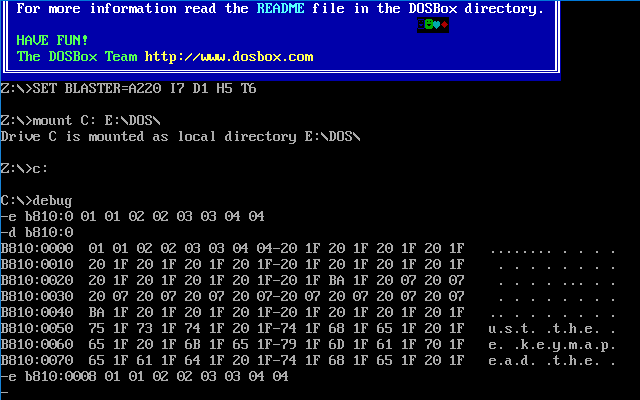 For more information read the README file in the DOSBox directory.
HAVE FUN!
The DOSBox Team http://www.dosbox.com
Z:\>SET BLASTER=A220 I7 D1 H5 T6
Z:\>mount C: E:\DOS\
Drive C is mounted as local directory E:\DOS\
Z:\>c:
C:\>debug
-e b810:0 01 01 02 02 03 03 04 04
-d b810:0
B810:0000  01 01 02 02 03 03 04 04-20 1F 20 1F 20 1F 20 1F   ........ . . . .
B810:0010  20 1F 20 1F 20 1F 20 1F-20 1F 20 1F 20 1F 20 1F    . . . . . . . .
B810:0020  20 1F 20 1F 20 1F 20 1F-20 1F BA 1F 20 07 20 07    . . . . ... . .
B810:0030  20 07 20 07 20 07 20 07-20 07 20 07 20 07 20 07    . . . . . . . .
B810:0040  BA 1F 20 1F 20 1F 20 1F-20 1F 20 1F 20 1F 20 1F   .. . . . . . . .
B810:0050  75 1F 73 1F 74 1F 20 1F-74 1F 68 1F 65 1F 20 1F   u.s.t. .t.h.e. .
B810:0060  65 1F 20 1F 6B 1F 65 1F-79 1F 6D 1F 61 1F 70 1F   e. .k.e.y.m.a.p.
B810:0070  65 1F 61 1F 64 1F 20 1F-74 1F 68 1F 65 1F 20 1F   e.a.d. .t.h.e. .
-e b810:0008 01 01 02 02 03 03 04 04
-